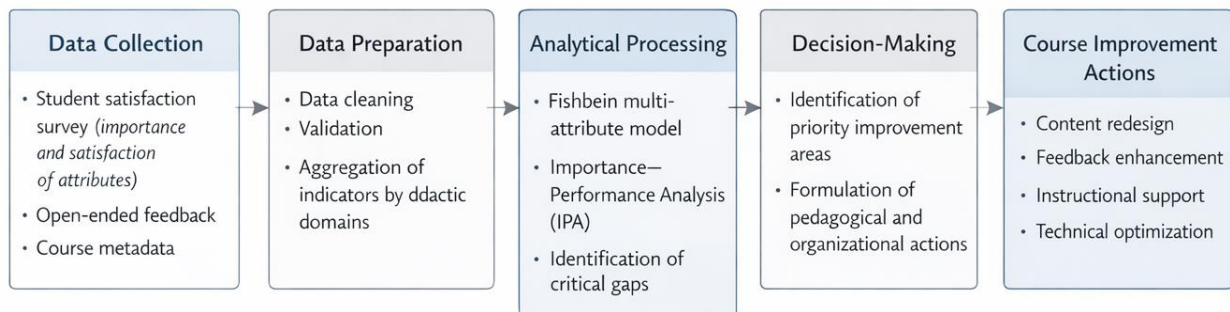 Data Collection
• Student satisfaction
survey (importance
and satisfaction
of attributes)
• Open-ended feedback
• Course metadata
Data Preparation
• Data cleaning
• Validation
• Aggregation of
indicators by ddactic
domains
Analytical Processing
• Fishbein multi-
attribute model
• Importance—
Performance Analysis
(IPA)
• Identification of
critical gaps
Decision-Making
• Identification of
priority improvement
areas
• Formulation of
pedagogical and
organizational actions
Course Improvement
Actions
• Content redesign
• Feedback enhancement
• Instructional support
• Technical optimization